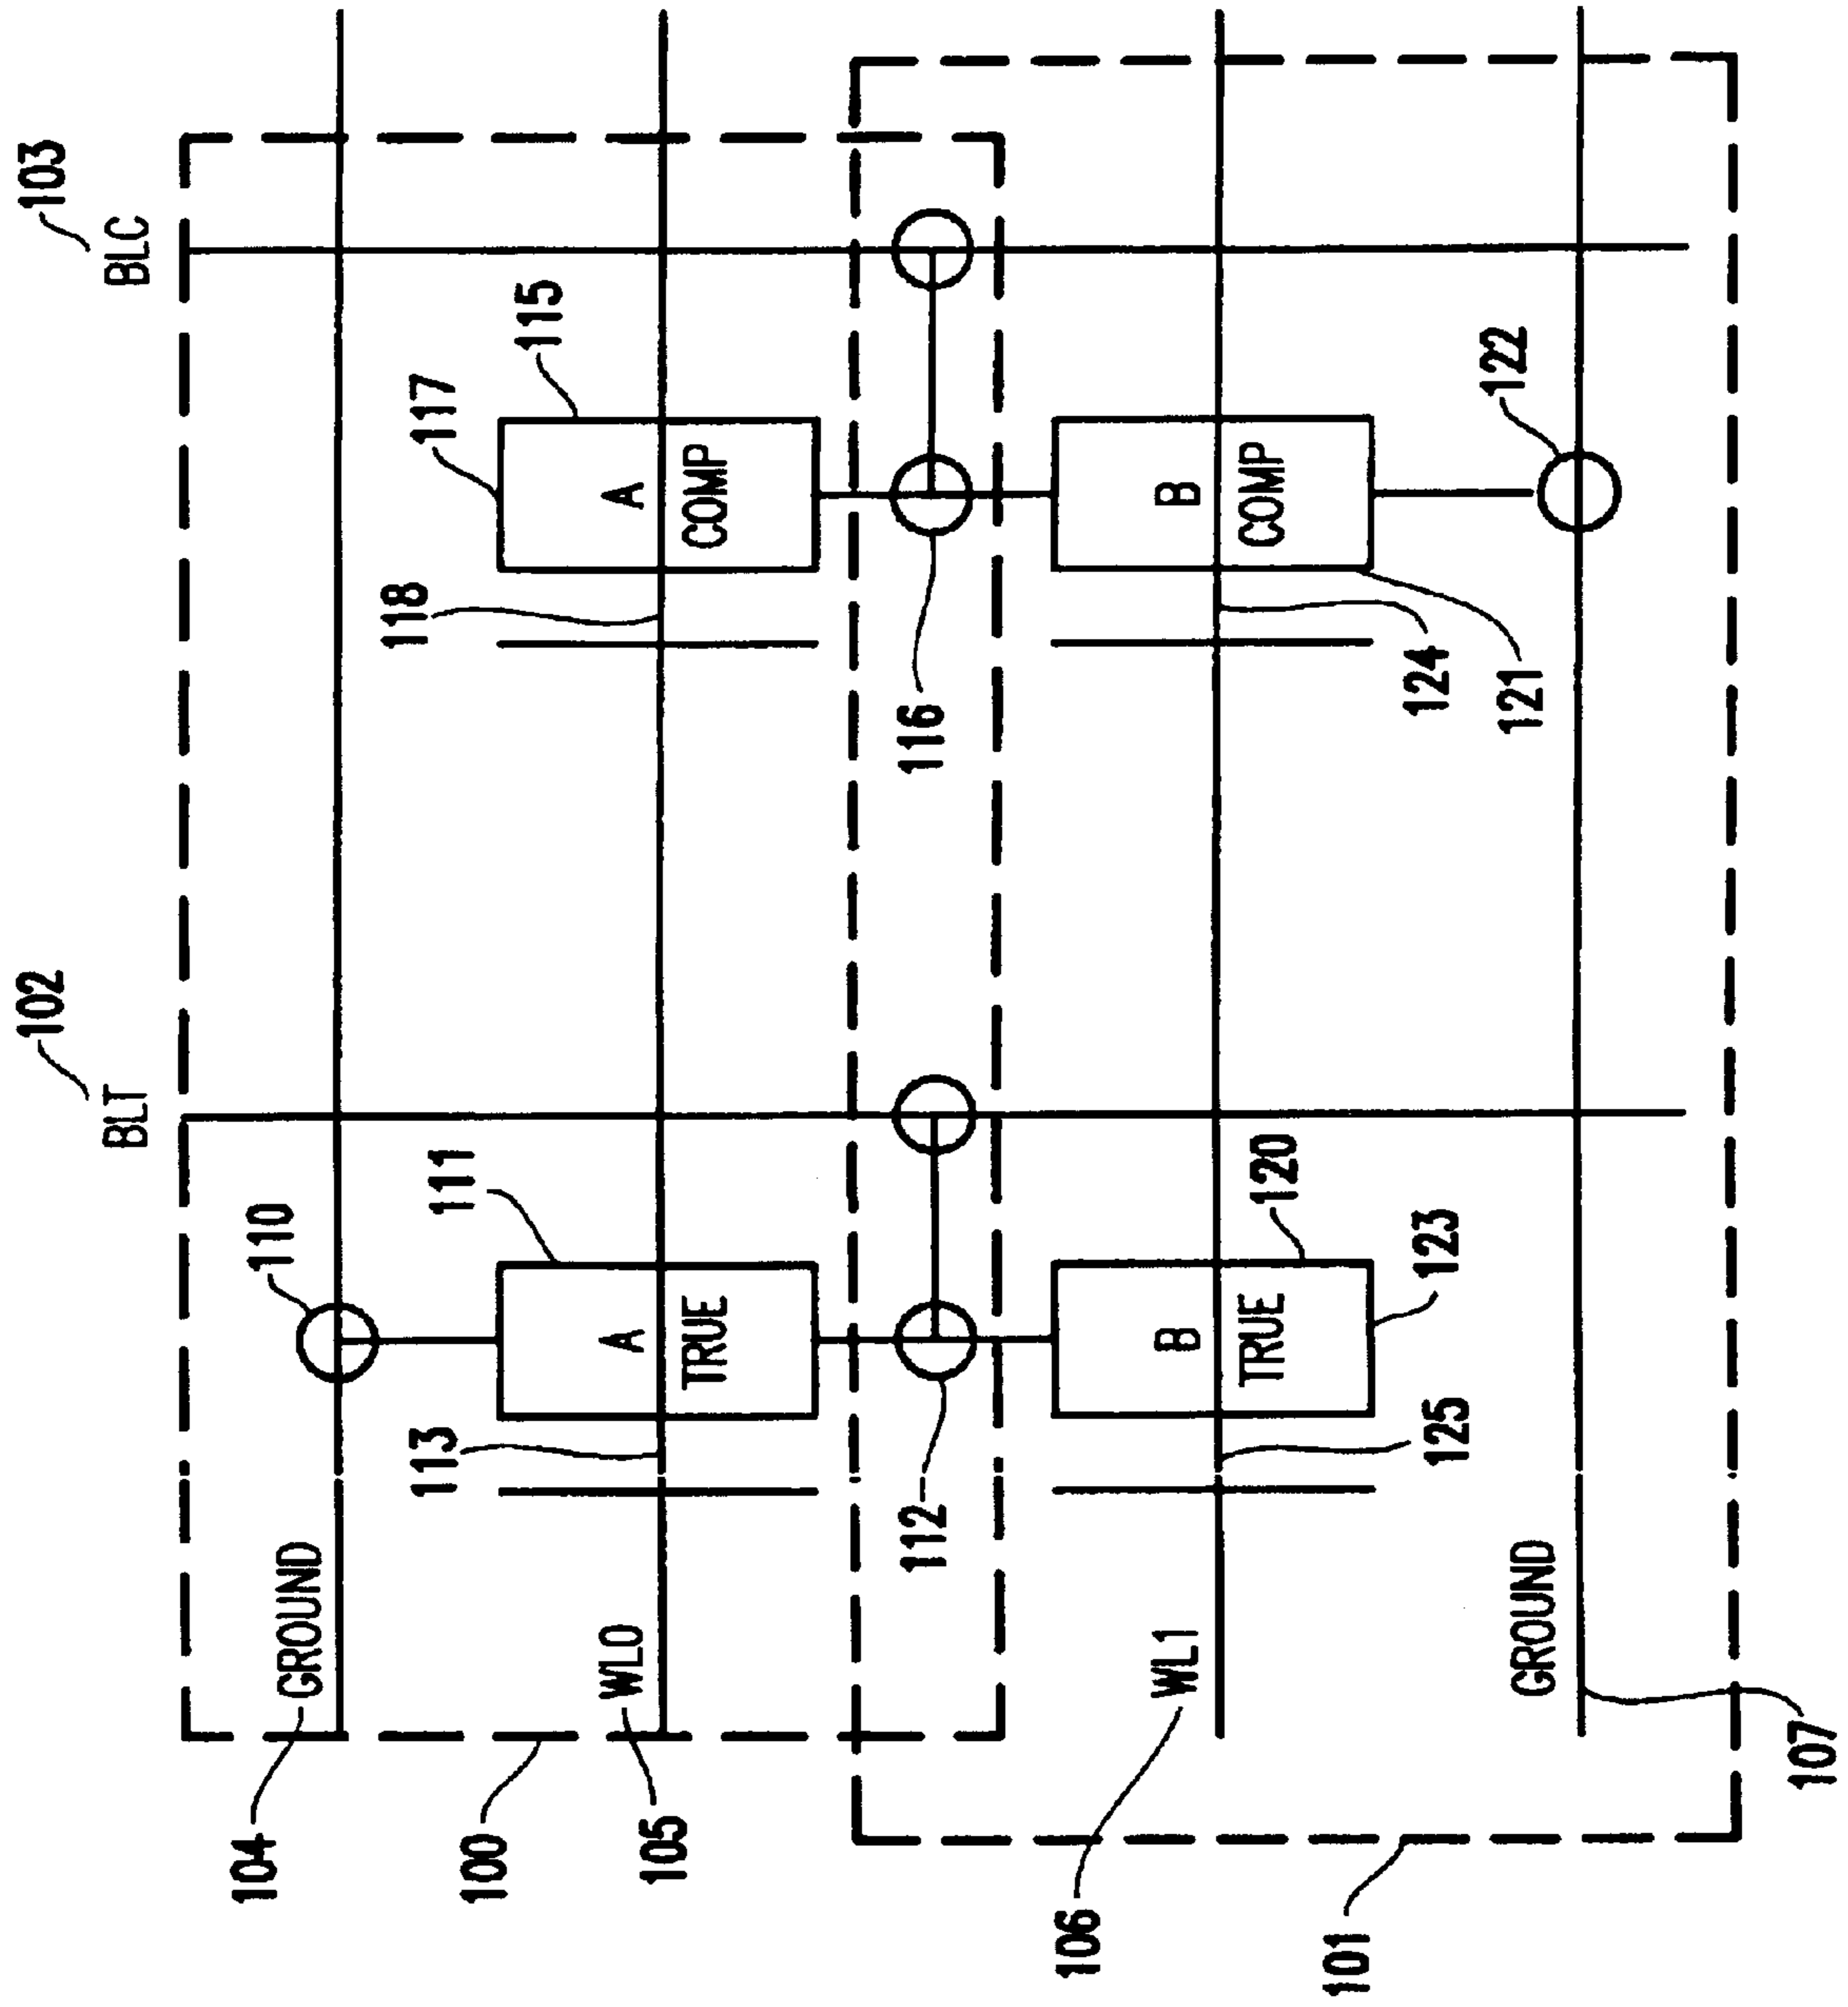 102
103
BLT
BLC
104
110
GROUND
118
113
111
117
100
115
WL0
A
A
105
TRUE
COMP
112
116
106
WL1
B
B
TRUE
120
COMP
101
125
123
124
122
121
GROUND
107